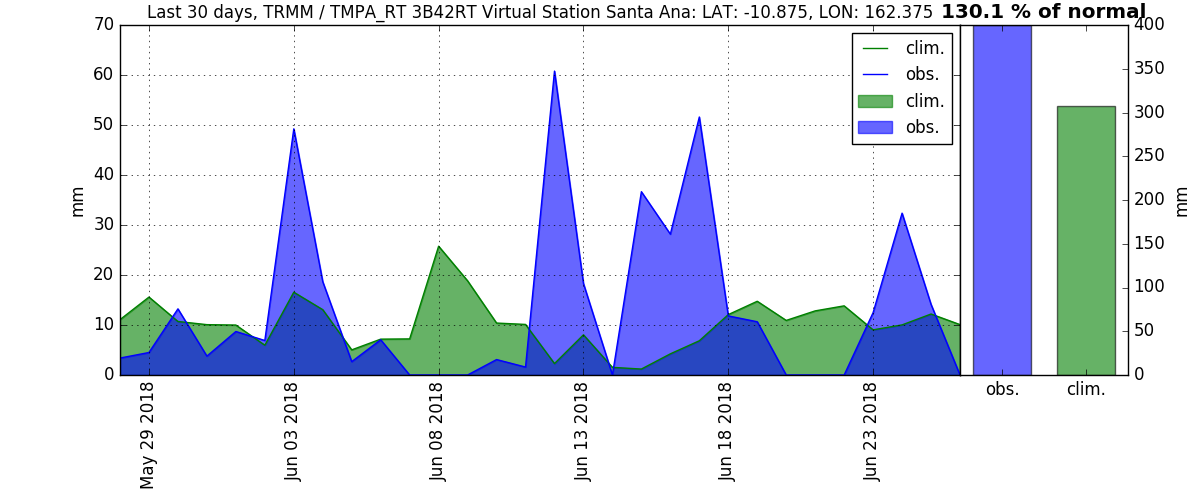 Last 30 days, TRMM / TMPA_RT 3B42RT Virtual Station Santa Ana: LAT: -10.875, LON: 162.375 130.1 % of normal
70
60
50
40
30
20
10
0
mm
clim.
obs.
clim.
obs.
May 29 2018
Jun 03 2018
Jun 08 2018
Jun 13 2018
Jun 18 2018
Jun 23 2018
400
350
300
250
200
150
100
50
0
mm
obs.
clim.